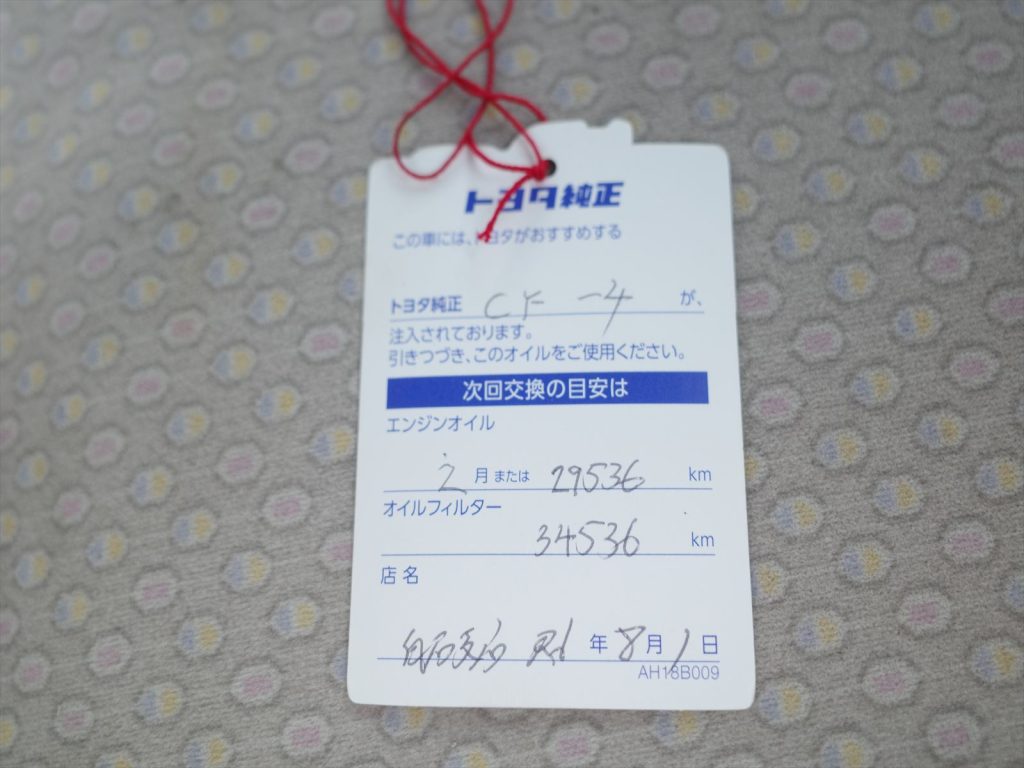 トヨタ純正
この車には、トヨタがおすすめする
トヨタ純正 CF-4 が、
注入されております。
引きつづき、このオイルをご使用ください。
次回交換の目安は
エンジンオイル
2 月 または 29536 km
オイルフィルター
34536 km
店名
年 8月 1日
AH18B009